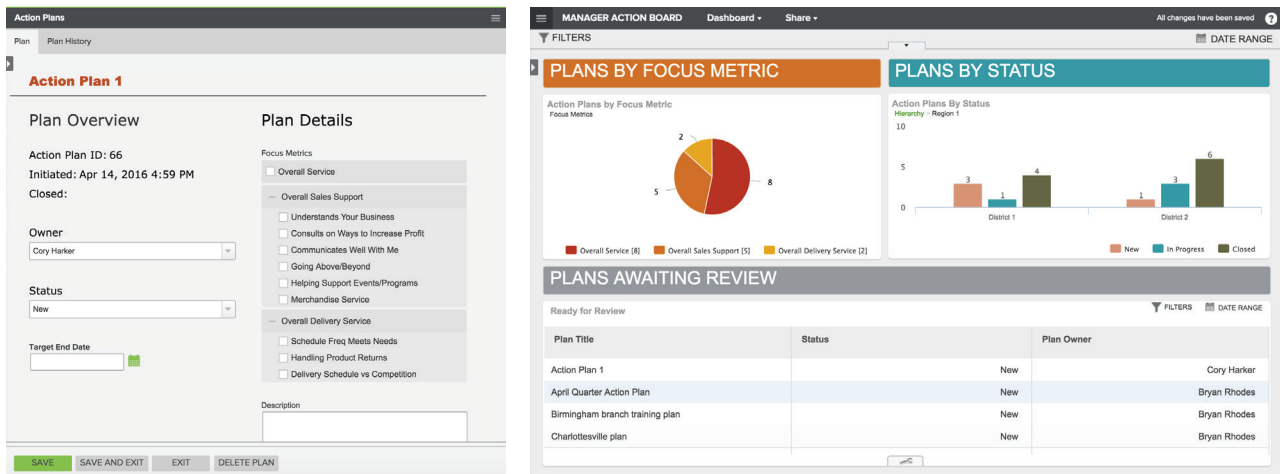 Action Plans
Plan Plan History
Action Plan 1
Plan Overview
Action Plan ID: 66
Initiated: Apr 14, 2016 4:59 PM
Closed:
Owner
Cory Harker
Status
New
Target End Date
Plan Details
Focus Metrics
Overall Service
Overall Sales Support
Understands Your Business
Consults on Ways to Increase Profit
Communicates Well With Me
Going Above/Beyond
Helping Support Events/Programs
Merchandise Service
Overall Delivery Service
Schedule Freq Meets Needs
Handling Product Returns
Delivery Schedule vs Competition
Description
SAVE SAVE AND EXIT EXIT DELETE PLAN
MANAGER ACTION BOARD Dashboard Share All changes have been saved ?
FILTERS DATE RANGE
PLANS BY FOCUS METRIC
Action Plans by Focus Metric
Focus Metrics
2
5
8
Overall Service [8] Overall Sales Support [5] Overall Delivery Service [2]
PLANS BY STATUS
Action Plans By Status
Hierarchy > Region 1
10
5
0
3 1 4 1 3 6
District 1 District 2
New In Progress Closed
PLANS AWAITING REVIEW
Ready for Review FILTERS DATE RANGE
Plan Title Status Plan Owner
Action Plan 1 New Cory Harker
April Quarter Action Plan New Bryan Rhodes
Birmingham branch training plan New Bryan Rhodes
Charlottesville plan New Bryan Rhodes